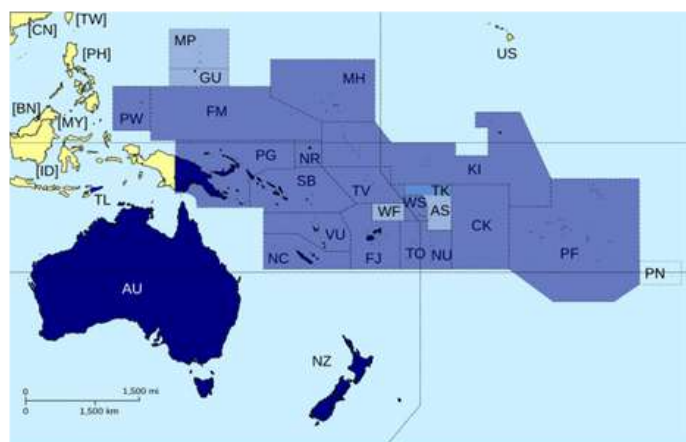 [CN]
[TW]
[PH]
MP
US
GU
MH
[BN]
[MY]
PW
FM
[ID]
PG
NR
KI
TL
SB
TV
WS
TK
WF
AS
CK
VU
NC
FJ
TO
NU
PF
PN
AU
NZ
0
1,500 mi
0
1,500 km